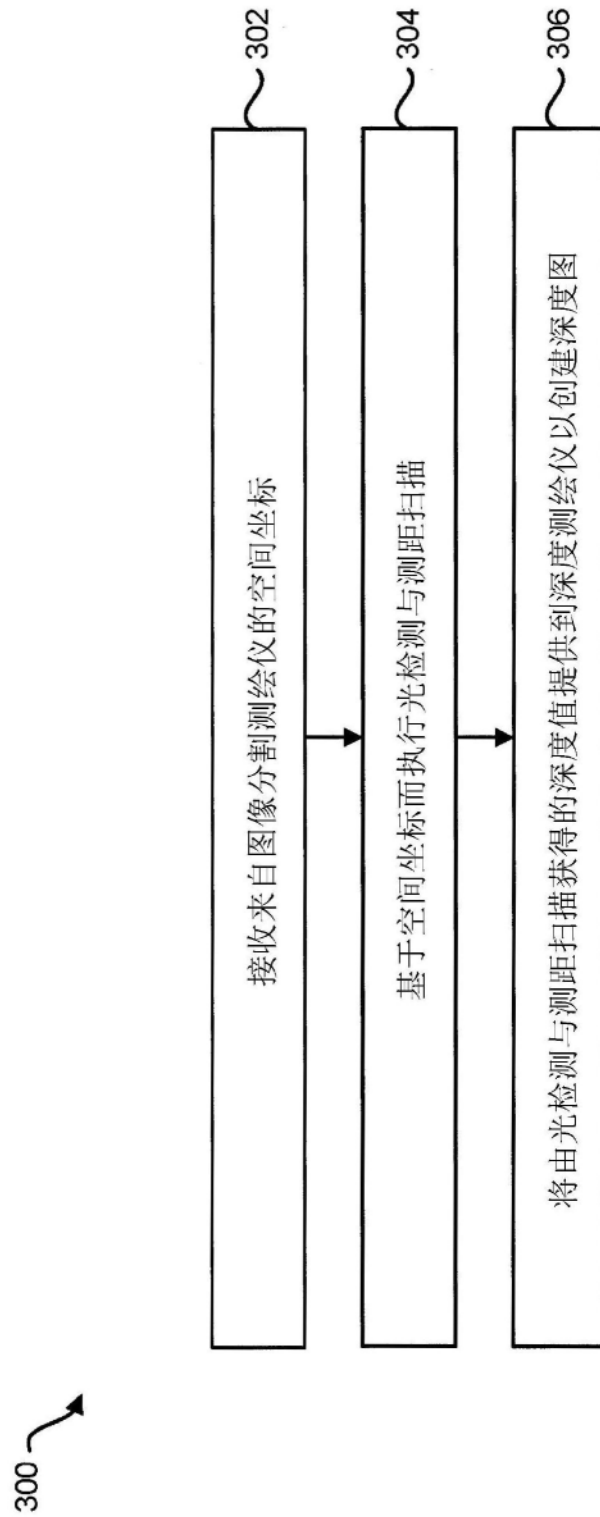 300
302
接收来自图像分割测绘仪的空间坐标
304
基于空间坐标而执行光检测与测距扫描
306
将由光检测与测距扫描获得的深度值提供到深度测绘仪以创建深度图